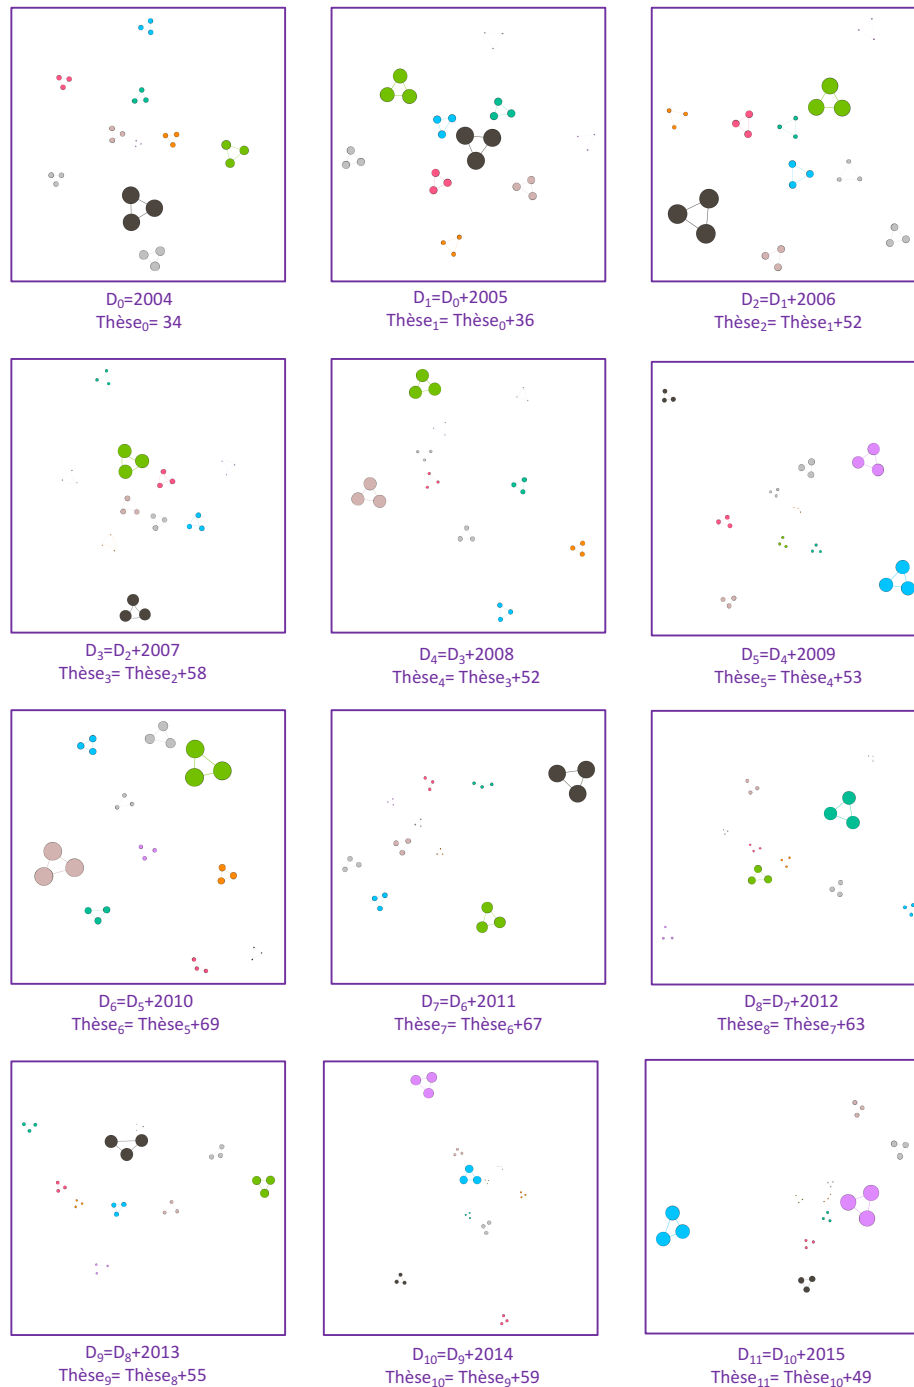 D₀=2004
Thèse₀= 34
D₁=D₀+2005
Thèse₁= Thèse₀+36
D₂=D₁+2006
Thèse₂= Thèse₁+52
D₃=D₂+2007
Thèse₃= Thèse₂+58
D₄=D₃+2008
Thèse₄= Thèse₃+52
D₅=D₄+2009
Thèse₅= Thèse₄+53
D₆=D₅+2010
Thèse₆= Thèse₅+69
D₇=D₆+2011
Thèse₇= Thèse₆+67
D₈=D₇+2012
Thèse₈= Thèse₇+63
D₉=D₈+2013
Thèse₉= Thèse₈+55
D₁₀=D₉+2014
Thèse₁₀= Thèse₉+59
D₁₁=D₁₀+2015
Thèse₁₁= Thèse₁₀+49